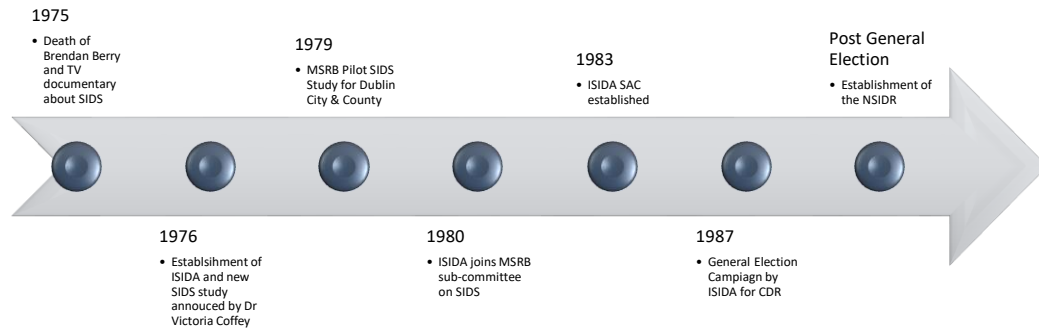 1975
• Death of
Brendan Berry
and TV
documentary
about SIDS
1976
• Establsihment of
ISIDA and new
SIDS study
annouced by Dr
Victoria Coffey
1979
• MSRB Pilot SIDS
Study for Dublin
City & County
1980
• ISIDA joins MSRB
sub-committee
on SIDS
1983
• ISIDA SAC
established
1987
• General Election
Campiagn by
ISIDA for CDR
Post General
Election
• Establishment of
the NSIDR